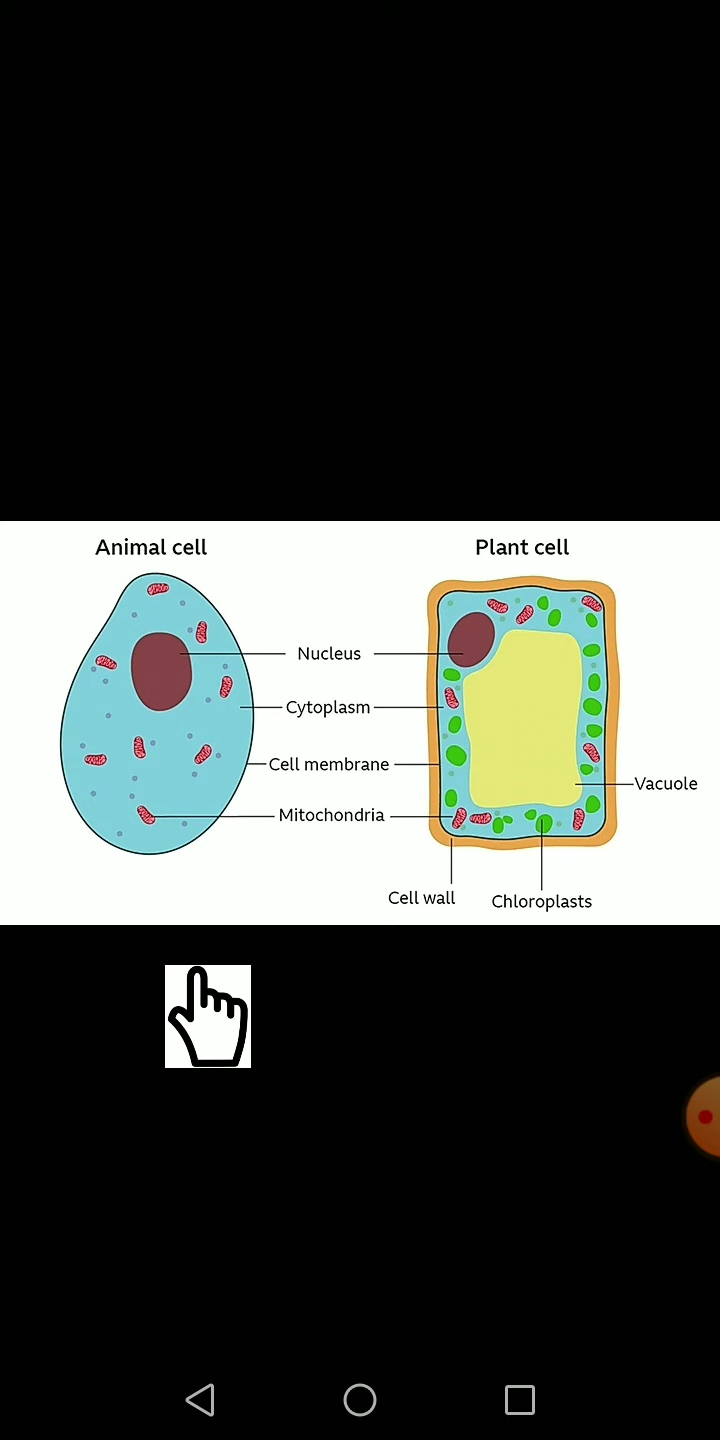 Animal cell
Plant cell
Nucleus
Cytoplasm
Cell membrane
Mitochondria
Vacuole
Cell wall
Chloroplasts